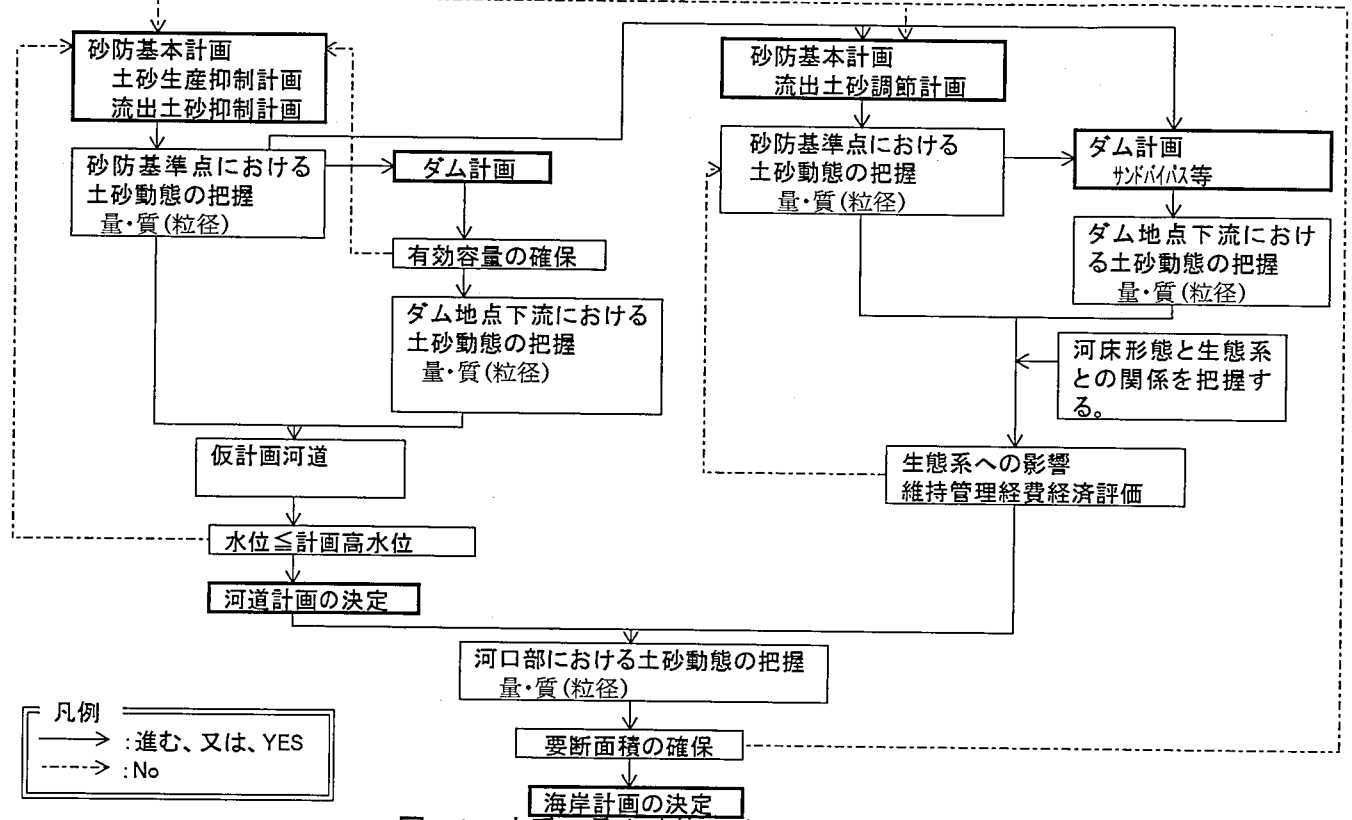 砂防基本計画
土砂生産抑制計画
流出土砂抑制計画
砂防基準点における
土砂動態の把握
量・質(粒径)
ダム計画
有効容量の確保
ダム地点下流における
土砂動態の把握
量・質(粒径)
仮計画河道
水位≦計画高水位
河道計画の決定
砂防基本計画
流出土砂調節計画
砂防基準点における
土砂動態の把握
量・質(粒径)
ダム計画
サンドバイパス等
ダム地点下流におけ
る土砂動態の把握
量・質(粒径)
河床形態と生態系
との関係を把握す
る。
生態系への影響
維持管理経費経済評価
河口部における土砂動態の把握
量・質(粒径)
要断面積の確保
海岸計画の決定
凡例
:進む、又は、YES
:No